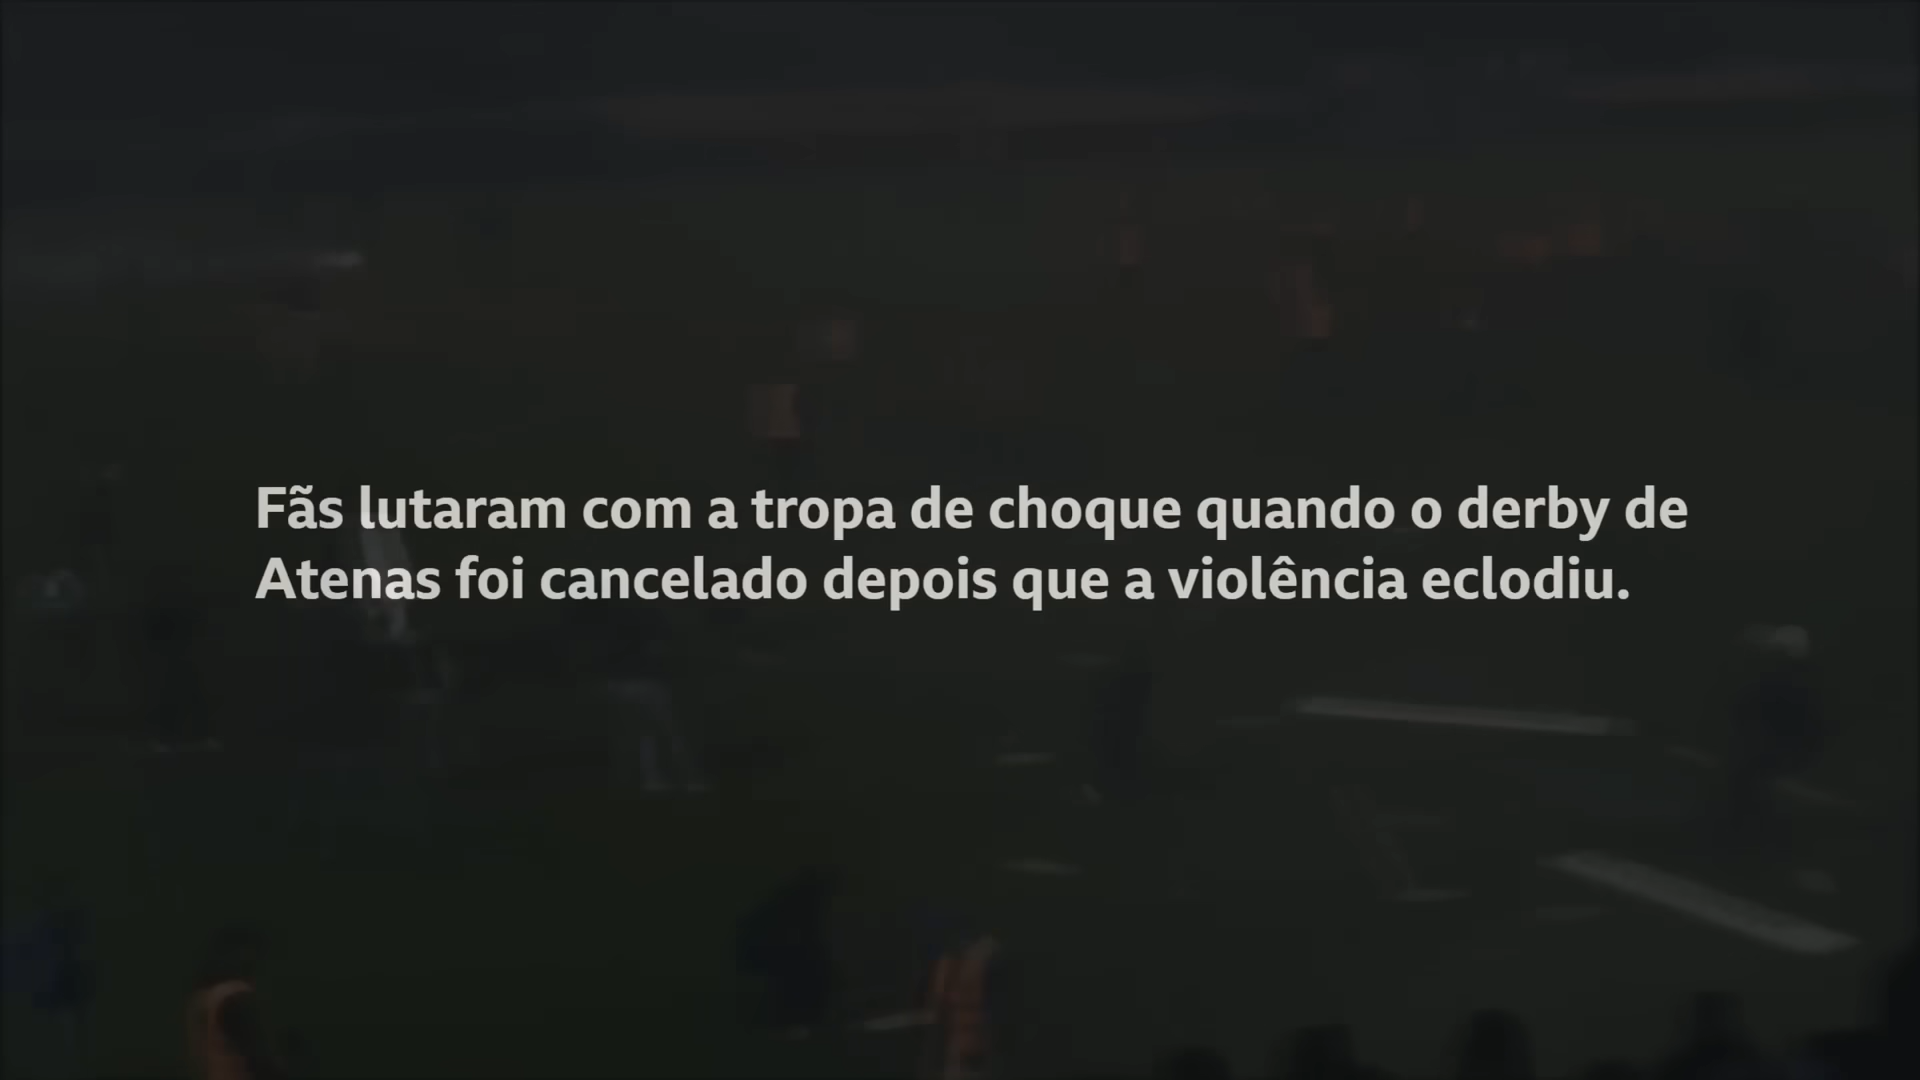 Fãs lutaram com a tropa de choque quando o derby de
Atenas foi cancelado depois que a violência eclodiu.